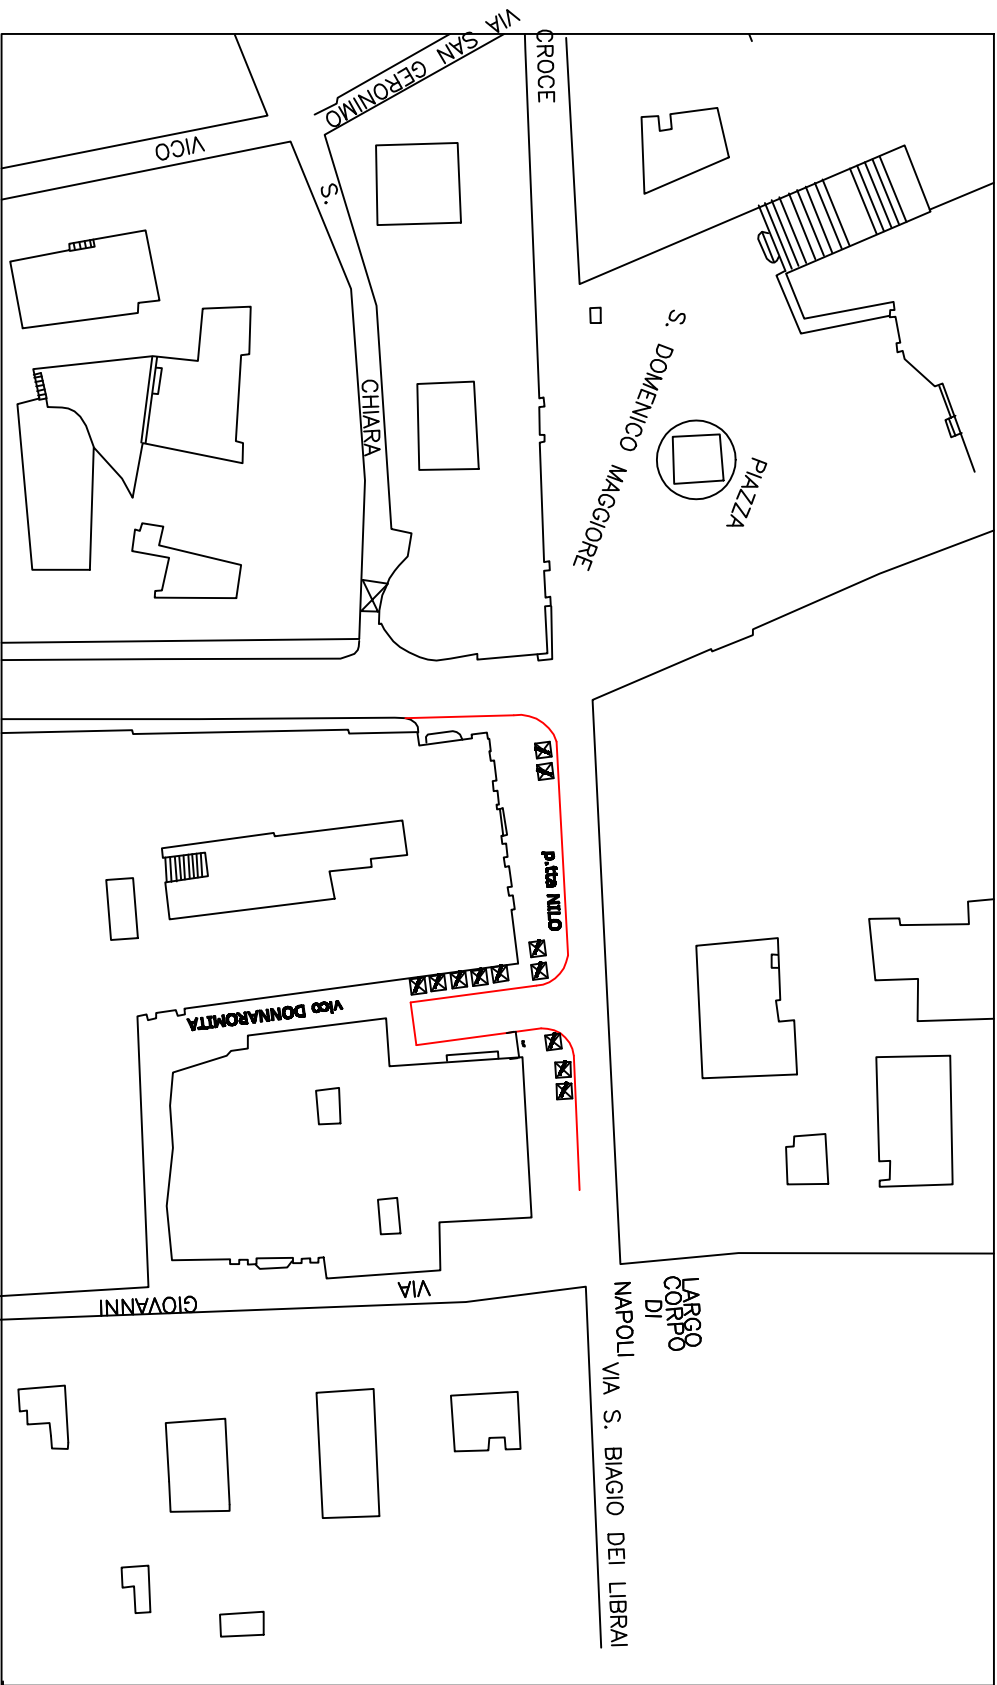 VIA SAN GERONIMO
CROCE
VICO
S.
CHIARA
S. DOMENICO MAGGIORE
PIAZZA
p.tta NILO
vico DONNAROMITA
VIA
GIOVANNI
LARGO
CORPO
DI
NAPOLI
VIA S. BIAGIO DEI LIBRAI